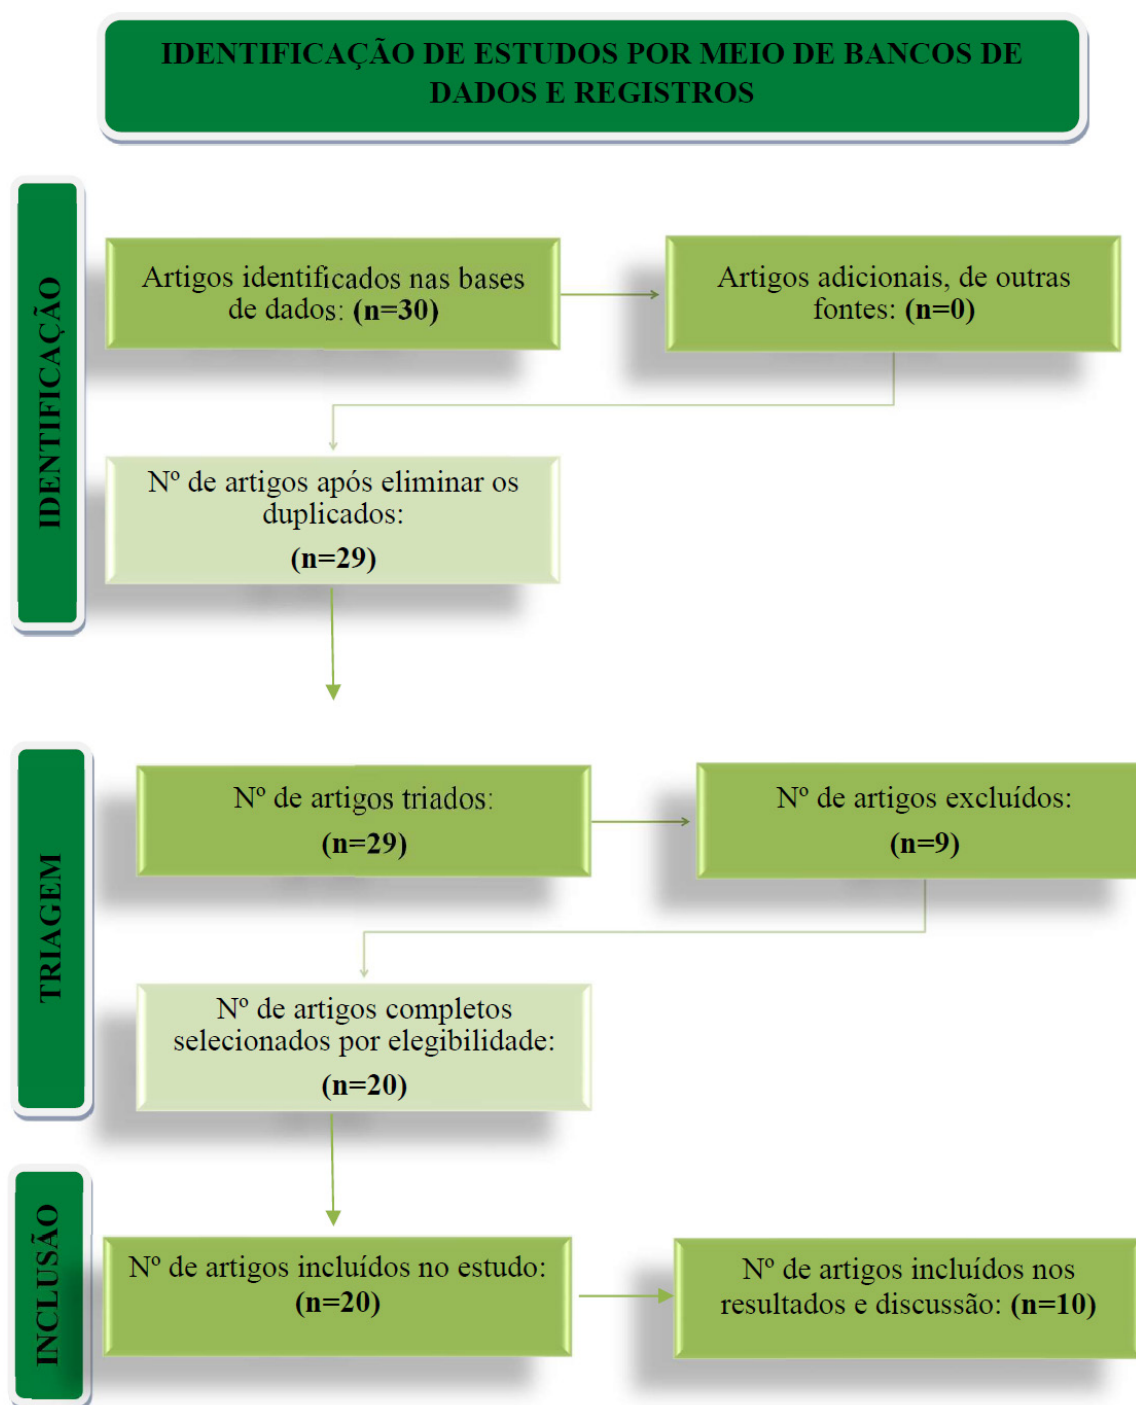 IDENTIFICAÇÃO DE ESTUDOS POR MEIO DE BANCOS DE
DADOS E REGISTROS
IDENTIFICAÇÃO
Artigos identificados nas bases
de dados: (n=30)
Artigos adicionais, de outras
fontes: (n=0)
Nº de artigos após eliminar os
duplicados:
(n=29)
TRIAGEM
Nº de artigos triados:
(n=29)
Nº de artigos excluídos:
(n=9)
Nº de artigos completos
selecionados por elegibilidade:
(n=20)
INCLUSÃO
Nº de artigos incluídos no estudo:
(n=20)
Nº de artigos incluídos nos
resultados e discussão: (n=10)